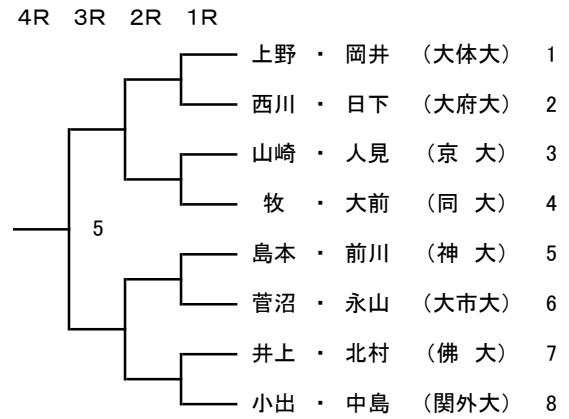 ４Ｒ ３Ｒ ２Ｒ １Ｒ
上野 ・ 岡井 （大体大） 1
西川 ・ 日下 （大府大） 2
山崎 ・ 人見 （京　大） 3
牧 ・ 大前 （同　大） 4
5
島本 ・ 前川 （神　大） 5
菅沼 ・ 永山 （大市大） 6
井上 ・ 北村 （佛　大） 7
小出 ・ 中島 （関外大） 8